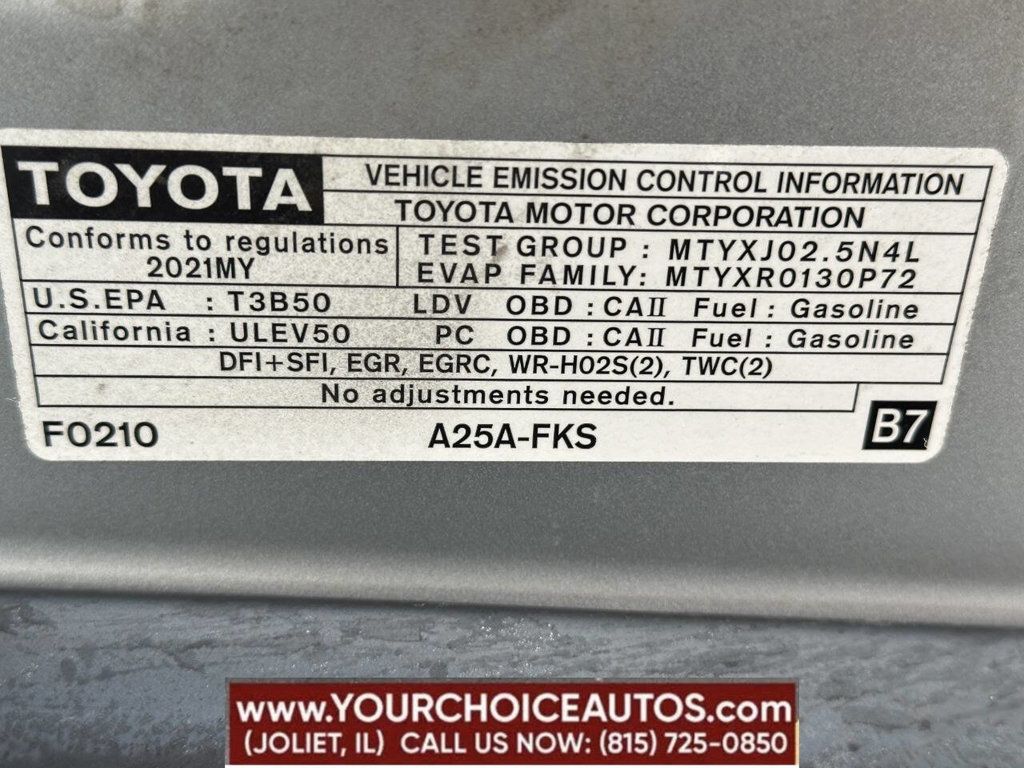 TOYOTA
VEHICLE EMISSION CONTROL INFORMATION
TOYOTA MOTOR CORPORATION
Conforms to regulations
2021MY
TEST GROUP : MTYXJ02.5N4L
EVAP FAMILY: MTYXR0130P72
U.S.EPA : T3B50 LDV OBD : CAII Fuel : Gasoline
California : ULEV50 PC OBD : CAII Fuel : Gasoline
DFI+SFI, EGR, EGRC, WR-HO2S(2), TWC(2)
No adjustments needed.
F0210 A25A-FKS B7
www.YOURCHOICEAUTOS.com
(JOLIET, IL) CALL US NOW: (815) 725-0850